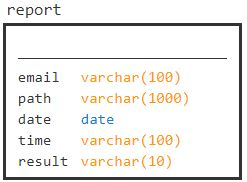 report
email varchar(100)
path varchar(1000)
date date
time varchar(100)
result varchar(10)